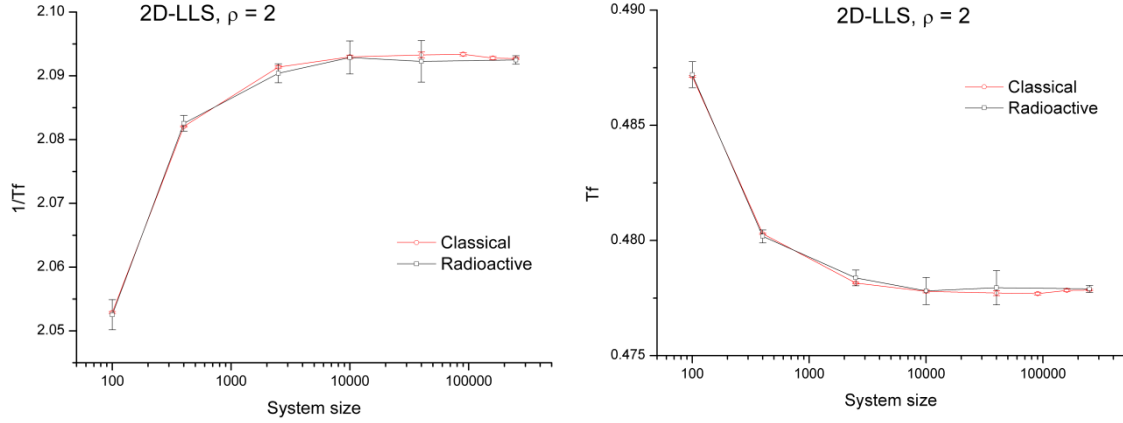 2D-LLS, ρ = 2
2.10
2.09
2.08
2.07
2.06
2.05
1/Tf
Classical
Radioactive
100
1000
10000
100000
System size
2D-LLS, ρ = 2
0.490
0.485
0.480
0.475
Tf
Classical
Radioactive
100
1000
10000
100000
System size